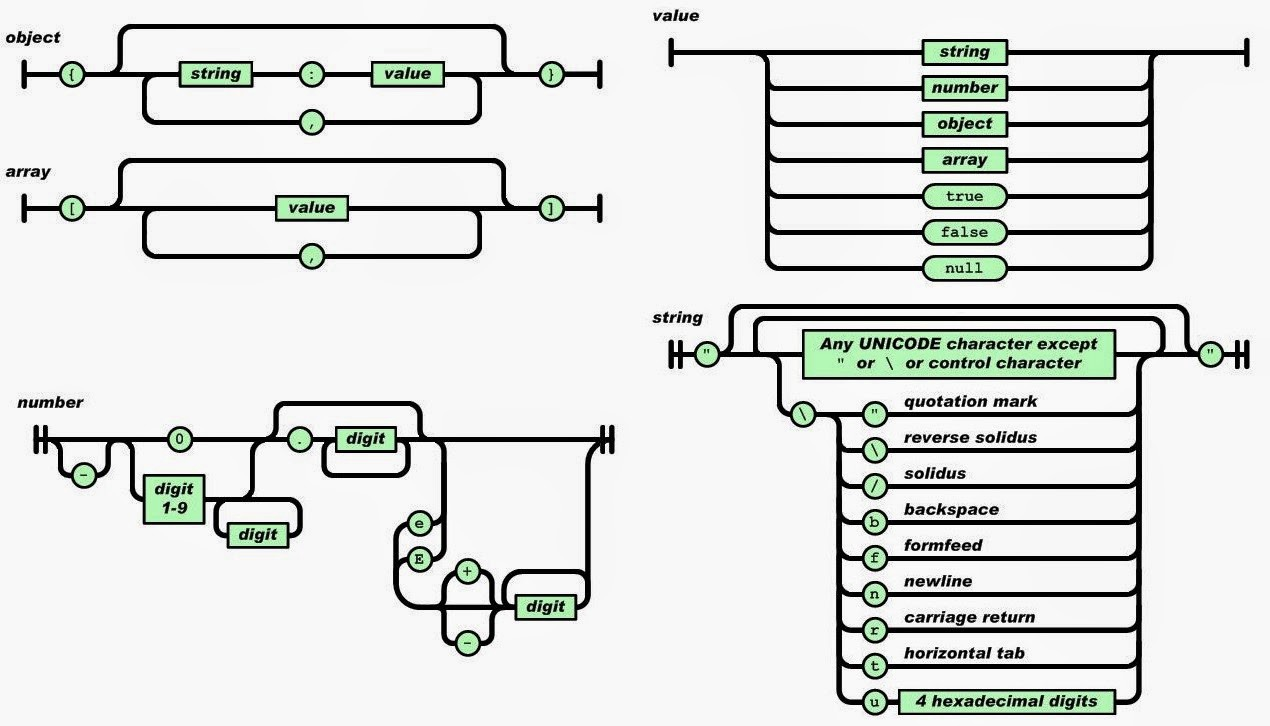 object
{
string
:
value
}
,
array
[
value
]
,
number
0
-
digit
1-9
digit
.
digit
e
E
+
-
digit
value
string
number
object
array
true
false
null
string
"
Any UNICODE character except
" or \ or control character
"
\
" quotation mark
\ reverse solidus
/ solidus
b backspace
f formfeed
n newline
r carriage return
t horizontal tab
u 4 hexadecimal digits